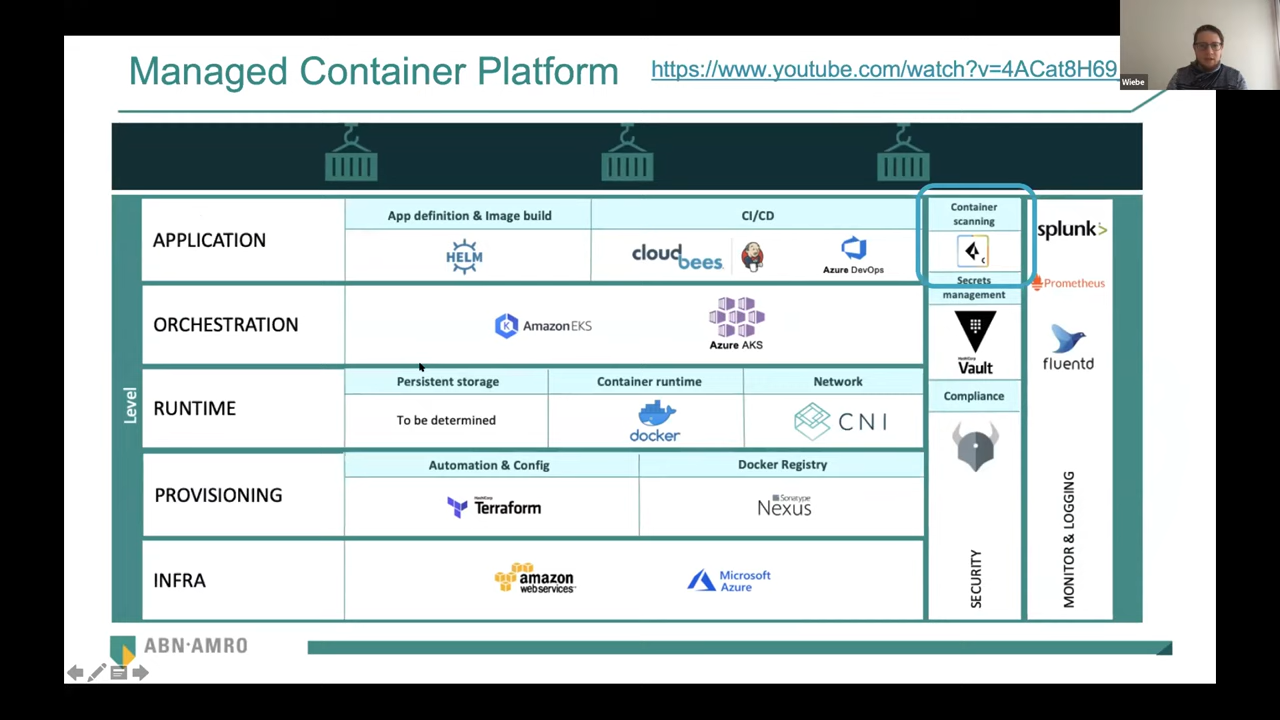 Managed Container Platform
https://www.youtube.com/watch?v=4ACat8H69
Wiebe
Level
APPLICATION
App definition & Image build
HELM
CI/CD
cloudbees
Azure DevOps
ORCHESTRATION
Amazon EKS
Azure AKS
RUNTIME
Persistent storage
To be determined
Container runtime
docker
Network
CNI
PROVISIONING
Automation & Config
HashiCorp
Terraform
Docker Registry
Sonatype
Nexus
INFRA
amazon
webservices
Microsoft
Azure
Container
scanning
Secrets
management
HashiCorp
Vault
Compliance
SECURITY
splunk>
Prometheus
fluentd
MONITOR & LOGGING
ABN·AMRO